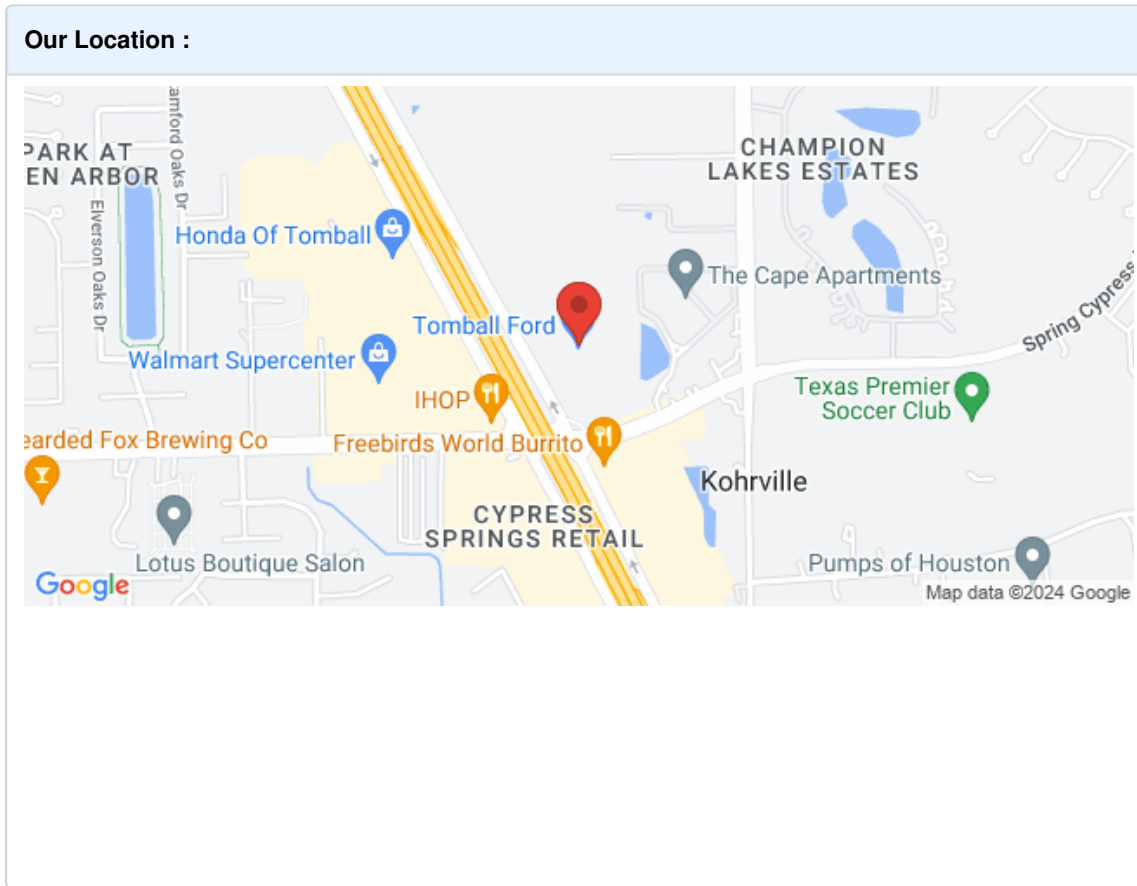 Our Location :
PARK AT
EN ARBOR
amford Oaks Dr
Elverson Oaks Dr
CHAMPION
LAKES ESTATES
Honda Of Tomball
The Cape Apartments
Tomball Ford
Spring Cypress
Walmart Supercenter
IHOP
Texas Premier
Soccer Club
earded Fox Brewing Co
Freebirds World Burrito
Kohrville
CYPRESS
SPRINGS RETAIL
Lotus Boutique Salon
Pumps of Houston
Google
Map data ©2024 Google